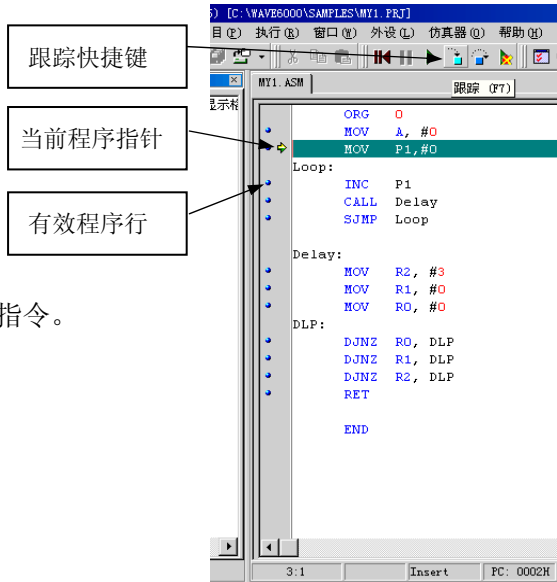 5) [C:\WAVE6000\SAMPLES\MY1.PRJ]
目(P) 执行(R) 窗口(W) 外设(L) 仿真器(O) 帮助(H)
跟踪快捷键
MY1.ASM
跟踪 (F7)
显示格
当前程序指针
有效程序行
指令。
ORG 0
MOV A, #0
MOV P1,#0
Loop:
INC P1
CALL Delay
SJMP Loop
Delay:
MOV R2, #3
MOV R1, #0
MOV R0, #0
DLP:
DJNZ R0, DLP
DJNZ R1, DLP
DJNZ R2, DLP
RET
END
3:1 Insert PC: 0002H